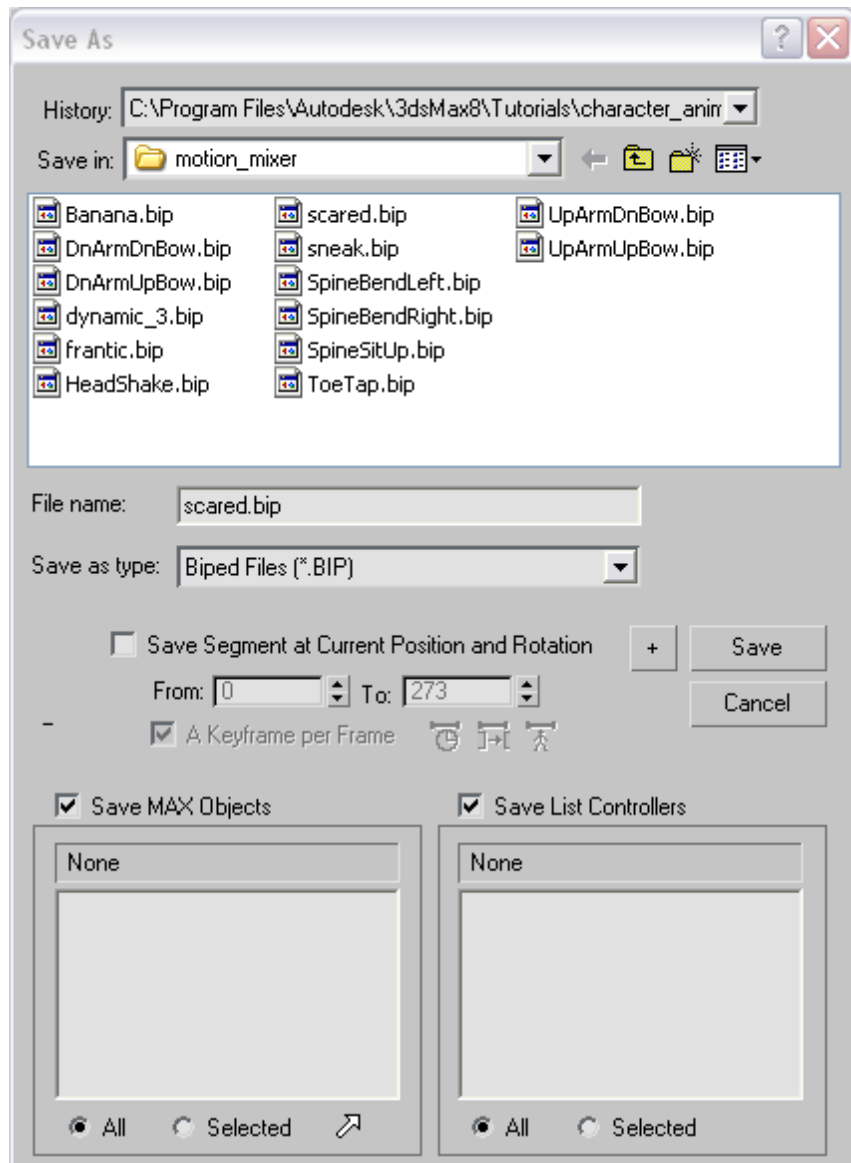 Save As
History: C:\Program Files\Autodesk\3dsMax8\Tutorials\character_anim
Save in: motion_mixer
Banana.bip scared.bip UpArmDnBow.bip
DnArmDnBow.bip sneak.bip UpArmUpBow.bip
DnArmUpBow.bip SpineBendLeft.bip
dynamic_3.bip SpineBendRight.bip
frantic.bip SpineSitUp.bip
HeadShake.bip ToeTap.bip
File name: scared.bip
Save as type: Biped Files (*.BIP)
Save Segment at Current Position and Rotation + Save
From: 0 To: 273 Cancel
A Keyframe per Frame
Save MAX Objects Save List Controllers
None None
All Selected All Selected